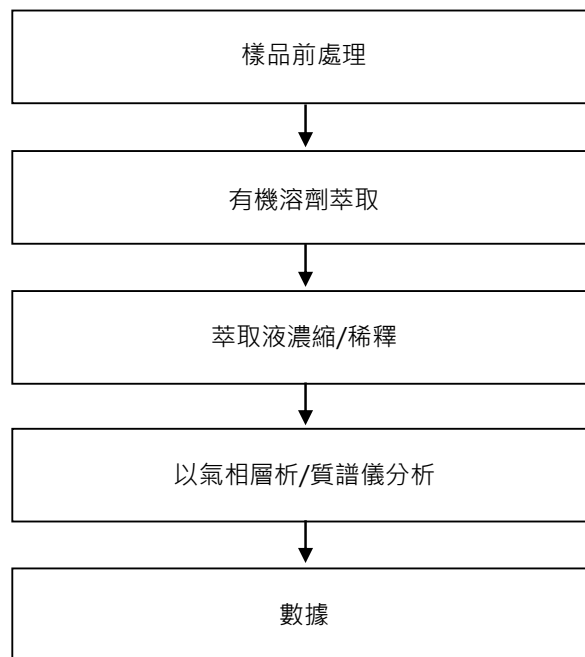 樣品前處理
有機溶劑萃取
萃取液濃縮/稀釋
以氣相層析/質譜儀分析
數據